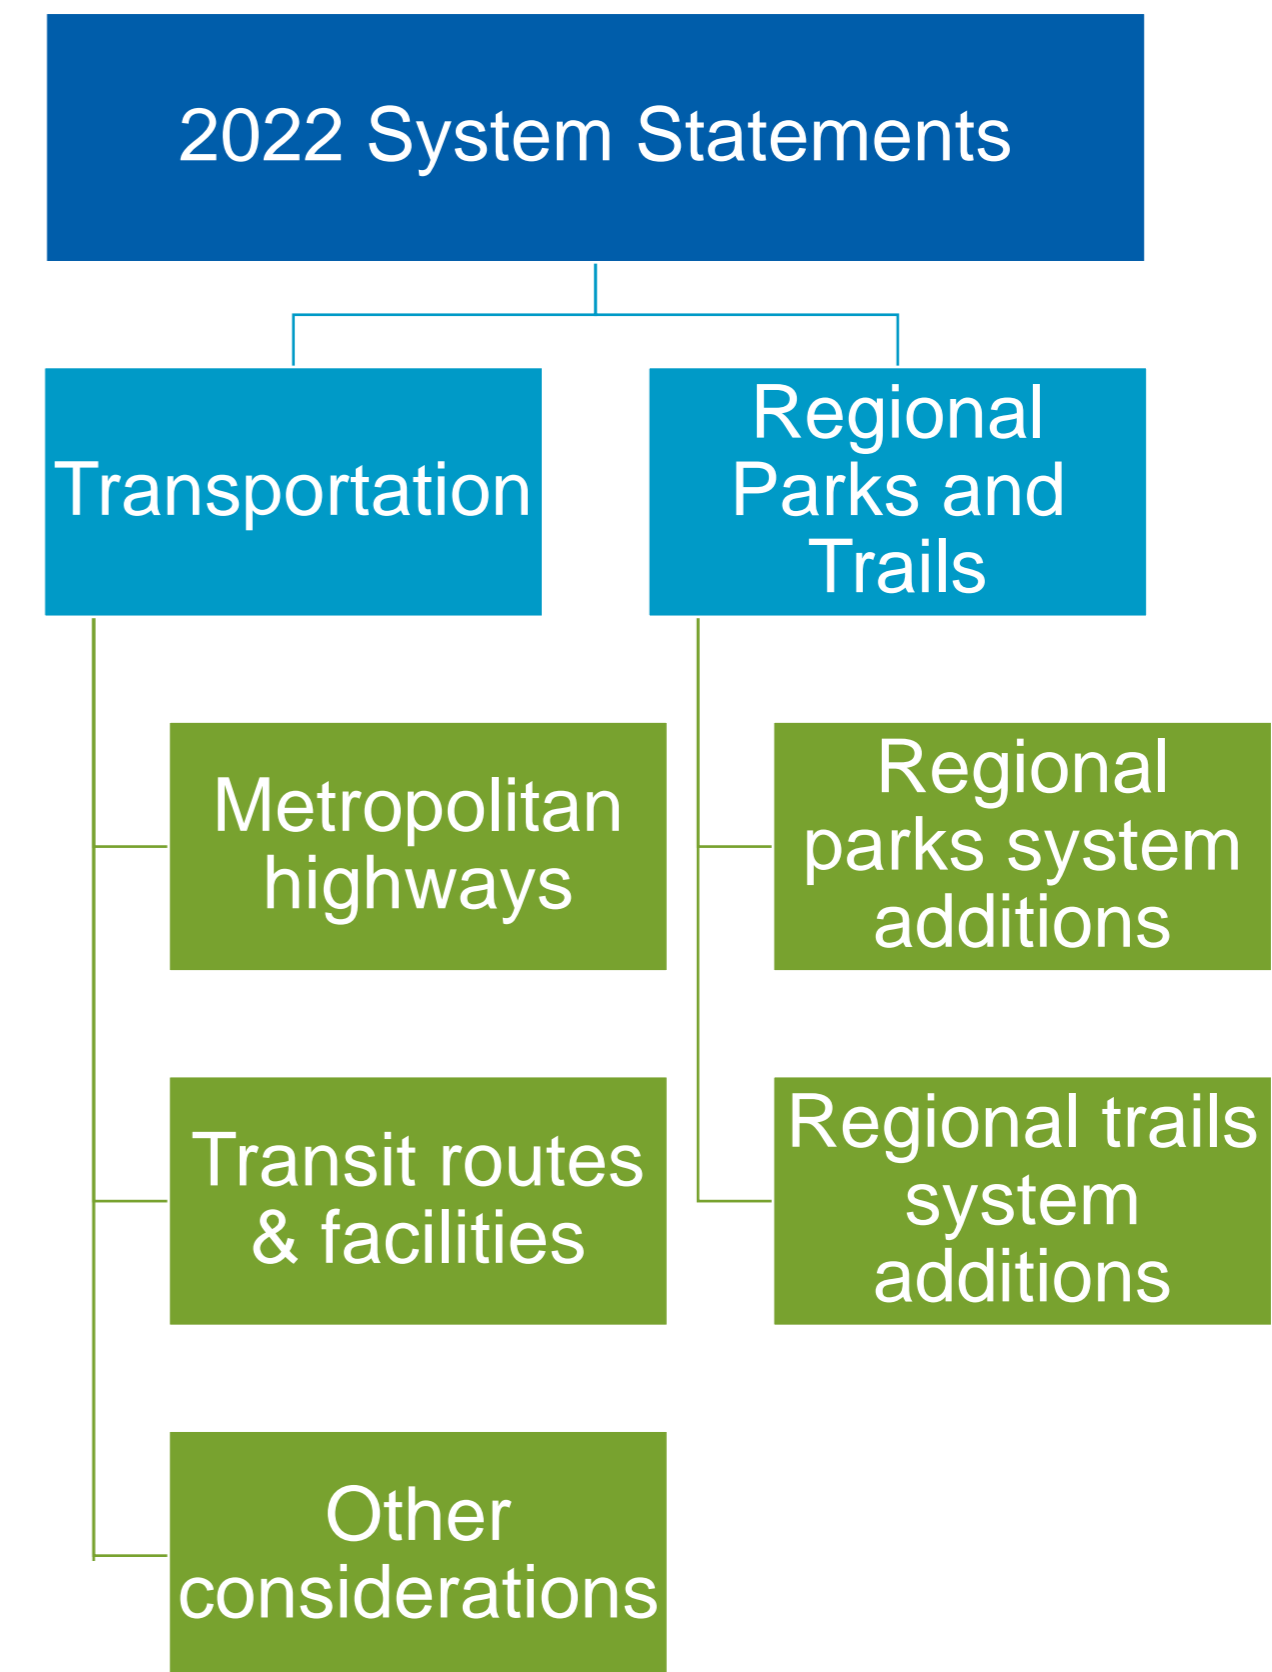 2022 System Statements
Transportation
Regional
Parks and
Trails
Metropolitan
highways
Transit routes
& facilities
Other
considerations
Regional
parks system
additions
Regional trails
system
additions